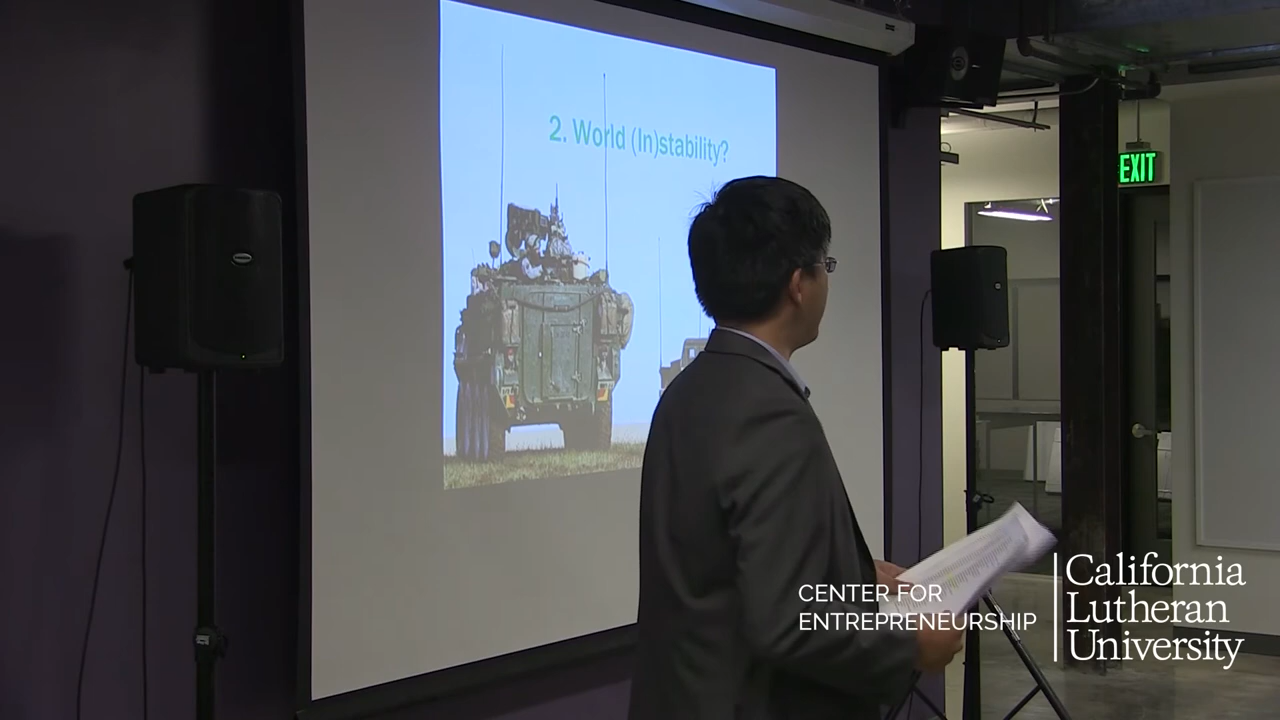 2. World (In)stability?
EXIT
CENTER FOR
ENTREPRENEURSHIP
California
Lutheran
University